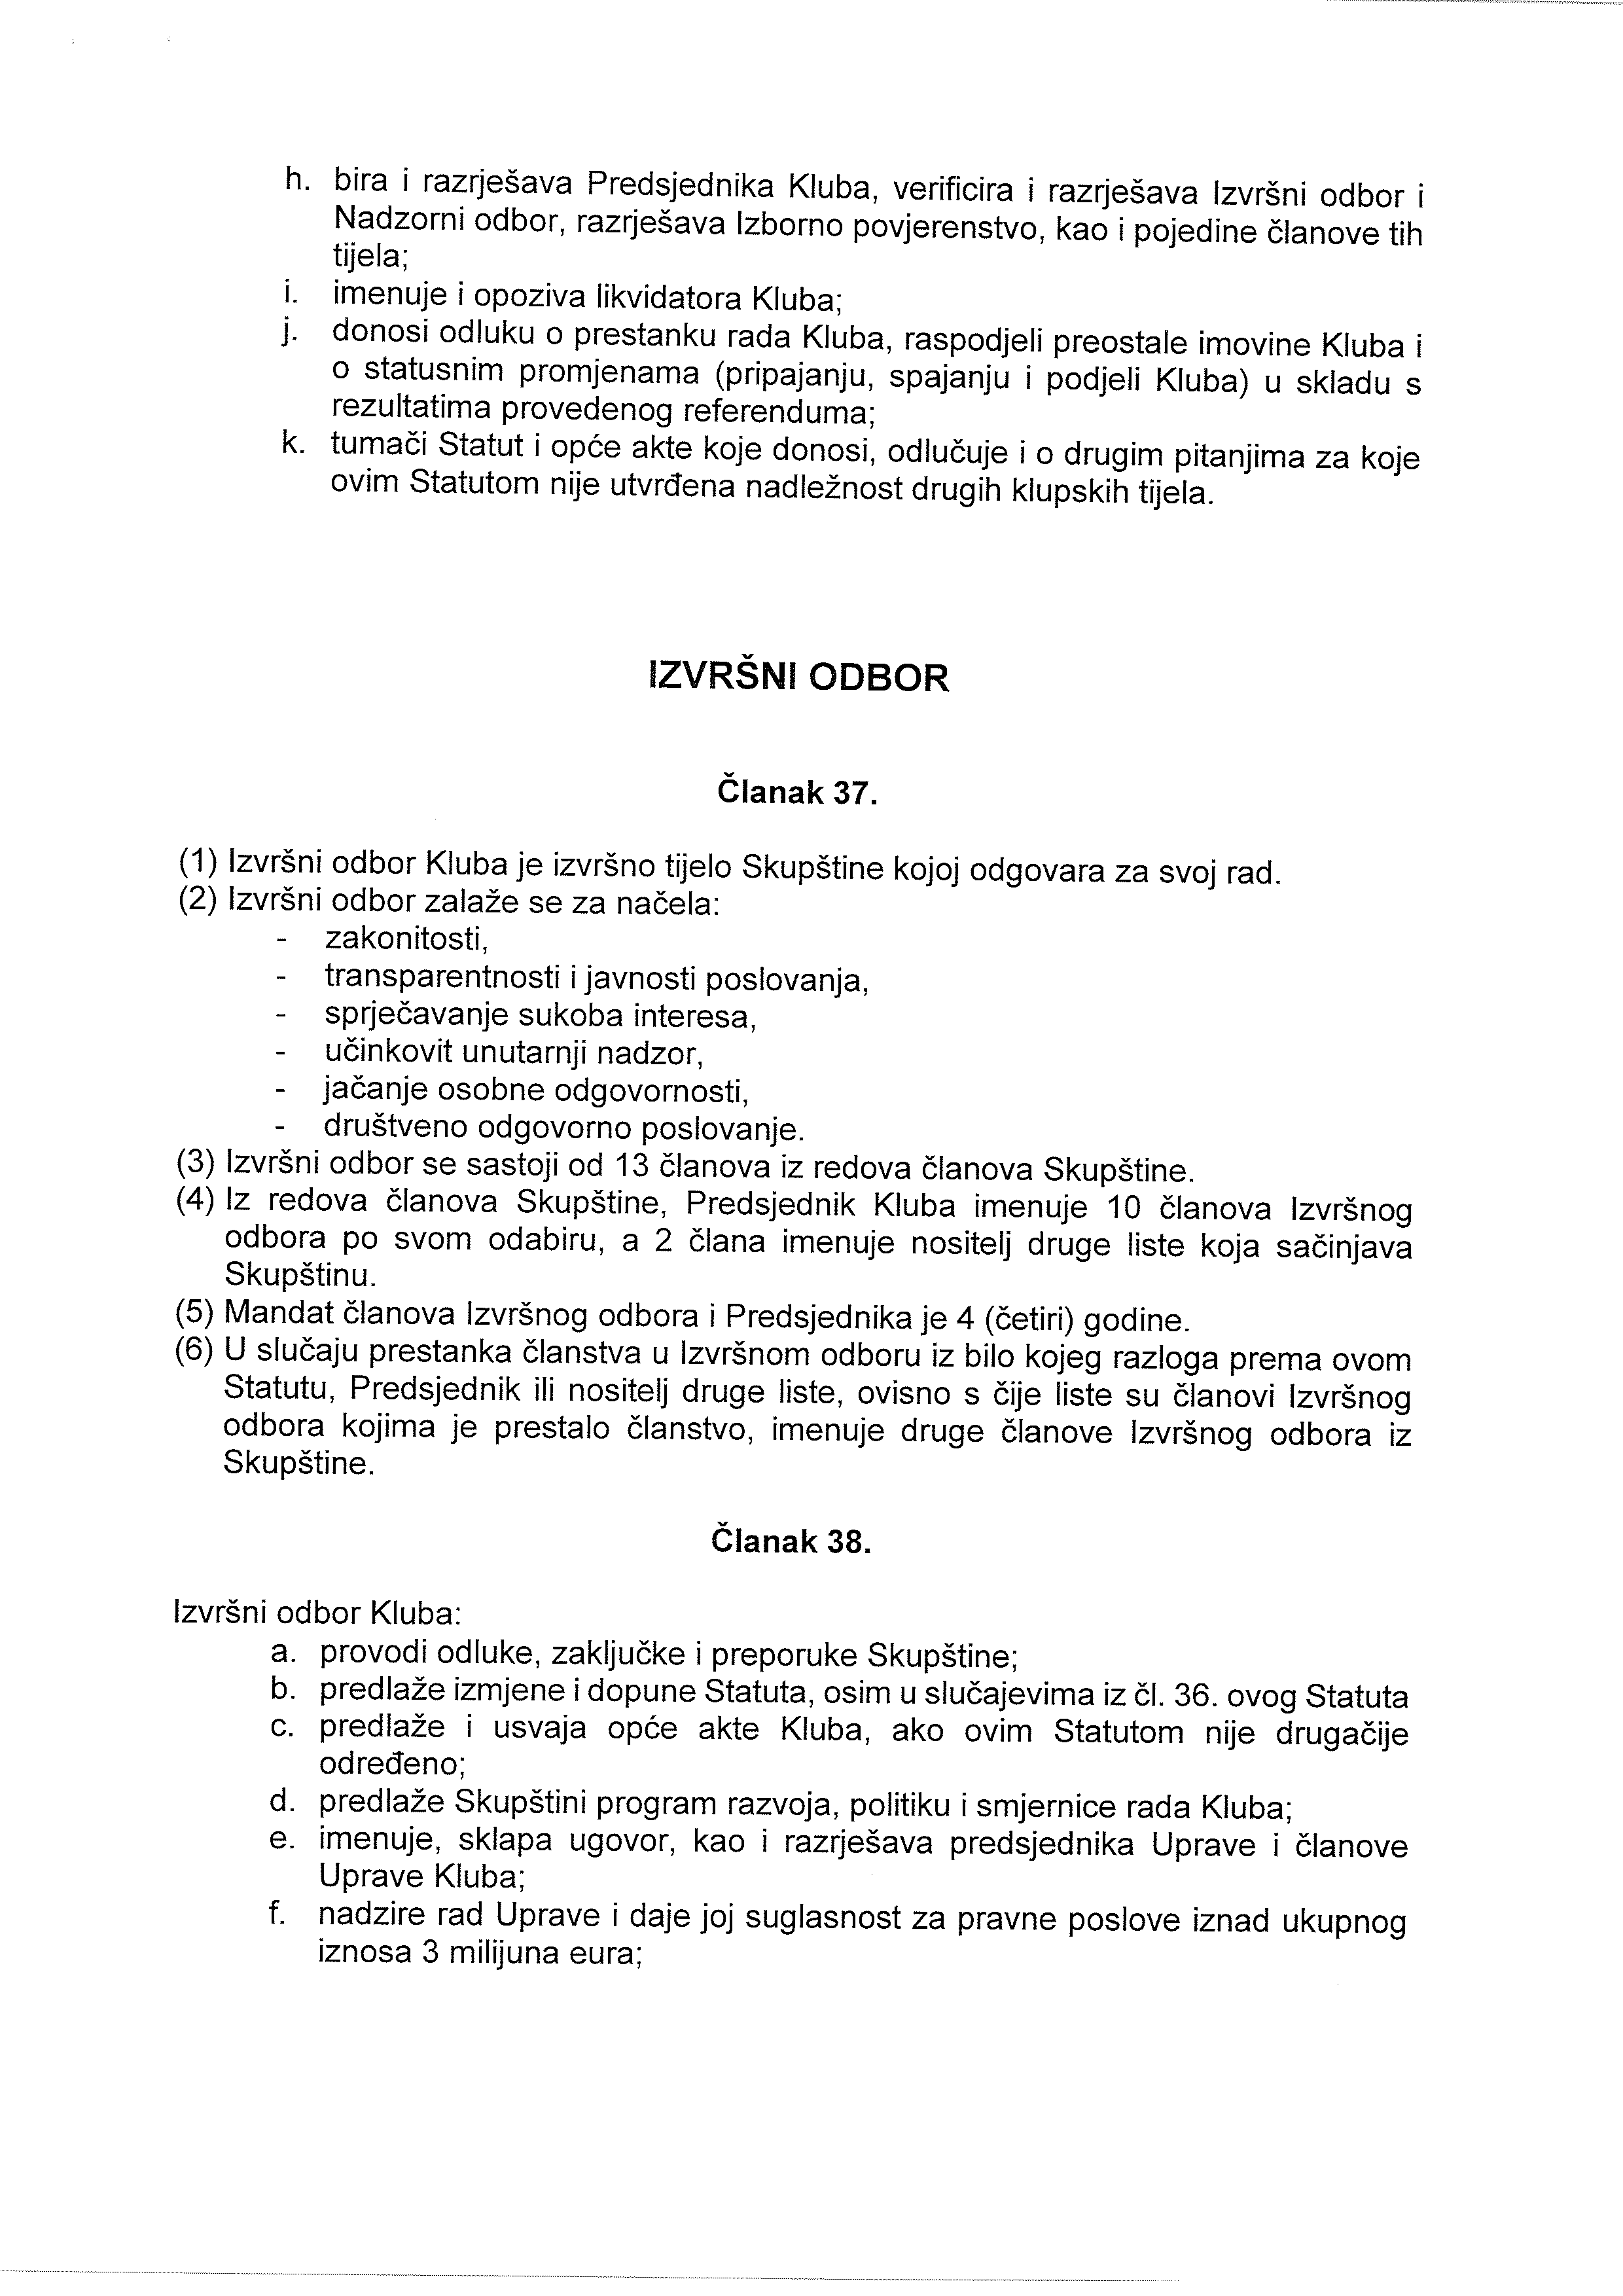 h. bira i razrješava Predsjednika Kluba, verificira i razrješava Izvršni odbor i
Nadzorni odbor, razrješava Izborno povjerenstvo, kao i pojedine članove tih
tijela;
i. imenuje i opoziva likvidatora Kluba;
j. donosi odluku o prestanku rada Kluba, raspodjeli preostale imovine Kluba i
o statusnim promjenama (pripajanju, spajanju i podjeli Kluba) u skladu s
rezultatima provedenog referenduma;
k. tumači Statut i opće akte koje donosi, odlučuje i o drugim pitanjima za koje
ovim Statutom nije utvrđena nadležnost drugih klupskih tijela.
IZVRŠNI ODBOR
Članak 37.
(1) Izvršni odbor Kluba je izvršno tijelo Skupštine kojoj odgovara za svoj rad.
(2) Izvršni odbor zalaže se za načela:
- zakonitosti,
- transparentnosti i javnosti poslovanja,
- sprječavanje sukoba interesa,
- učinkovit unutarnji nadzor,
- jačanje osobne odgovornosti,
- društveno odgovorno poslovanje.
(3) Izvršni odbor se sastoji od 13 članova iz redova članova Skupštine.
(4) Iz redova članova Skupštine, Predsjednik Kluba imenuje 10 članova Izvršnog
odbora po svom odabiru, a 2 člana imenuje nositelj druge liste koja sačinjava
Skupštinu.
(5) Mandat članova Izvršnog odbora i Predsjednika je 4 (četiri) godine.
(6) U slučaju prestanka članstva u Izvršnom odboru iz bilo kojeg razloga prema ovom
Statutu, Predsjednik ili nositelj druge liste, ovisno s čije liste su članovi Izvršnog
odbora kojima je prestalo članstvo, imenuje druge članove Izvršnog odbora iz
Skupštine.
Članak 38.
Izvršni odbor Kluba:
a. provodi odluke, zaključke i preporuke Skupštine;
b. predlaže izmjene i dopune Statuta, osim u slučajevima iz čl. 36. ovog Statuta
c. predlaže i usvaja opće akte Kluba, ako ovim Statutom nije drugačije
određeno;
d. predlaže Skupštini program razvoja, politiku i smjernice rada Kluba;
e. imenuje, sklapa ugovor, kao i razrješava predsjednika Uprave i članove
Uprave Kluba;
f. nadzire rad Uprave i daje joj suglasnost za pravne poslove iznad ukupnog
iznosa 3 milijuna eura;